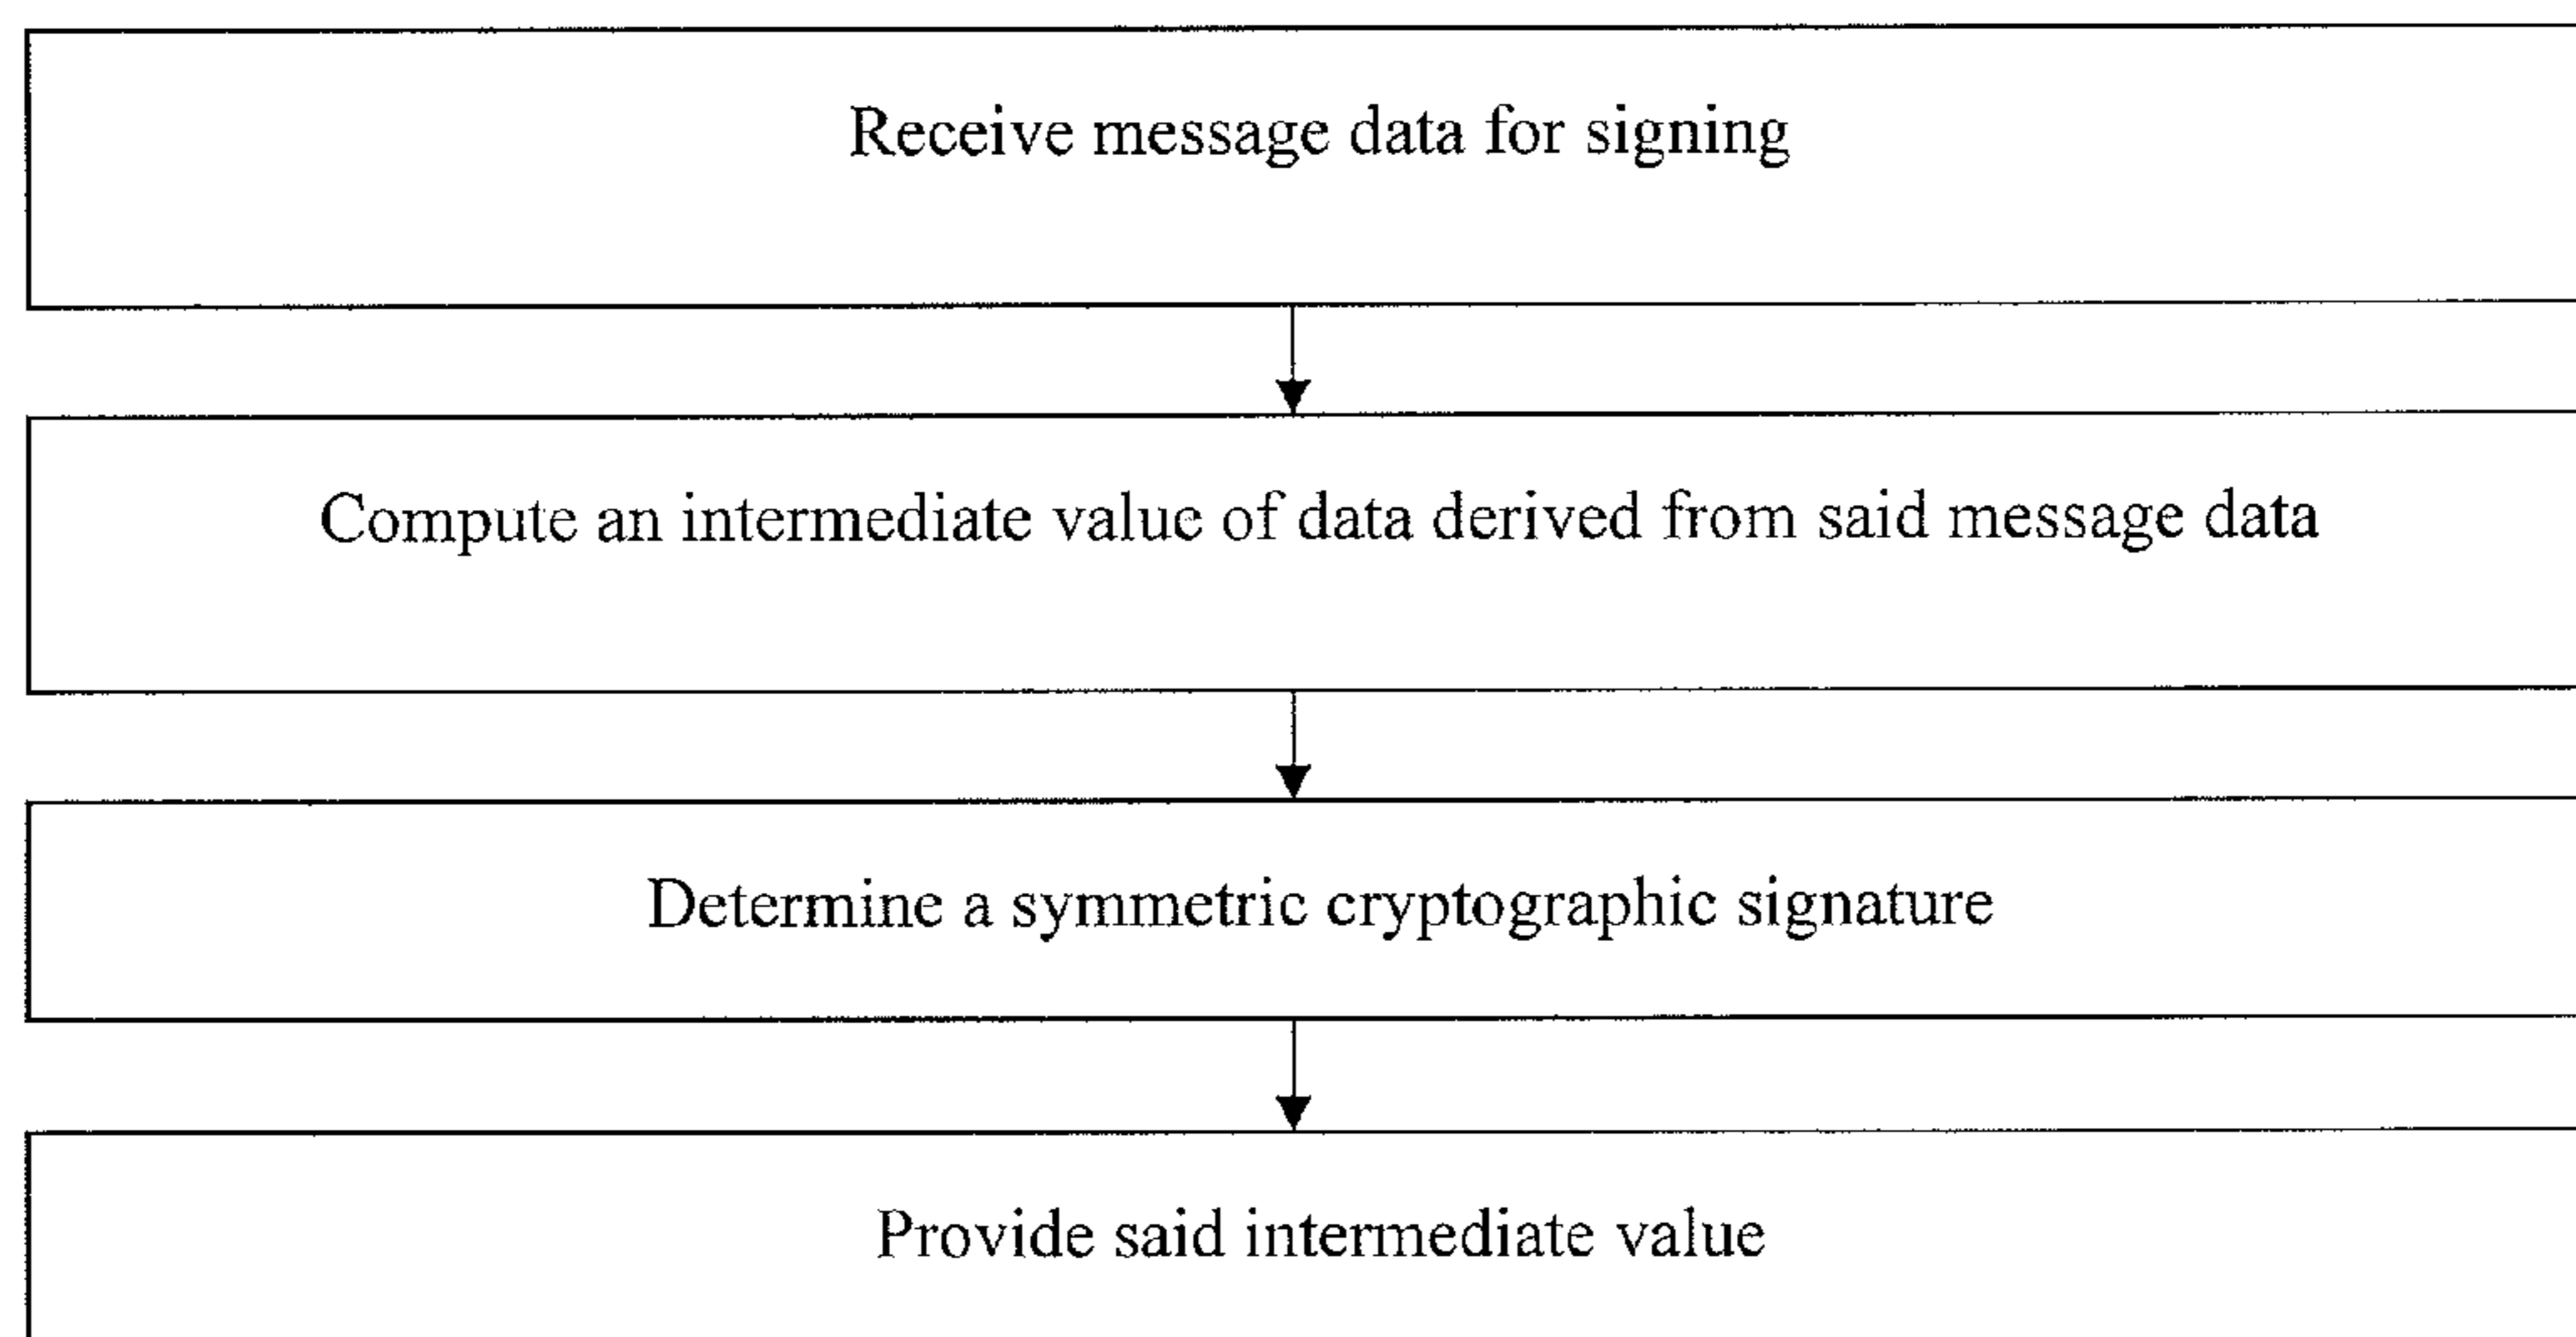 Receive message data for signing
Compute an intermediate value of data derived from said message data
Determine a symmetric cryptographic signature
Provide said intermediate value